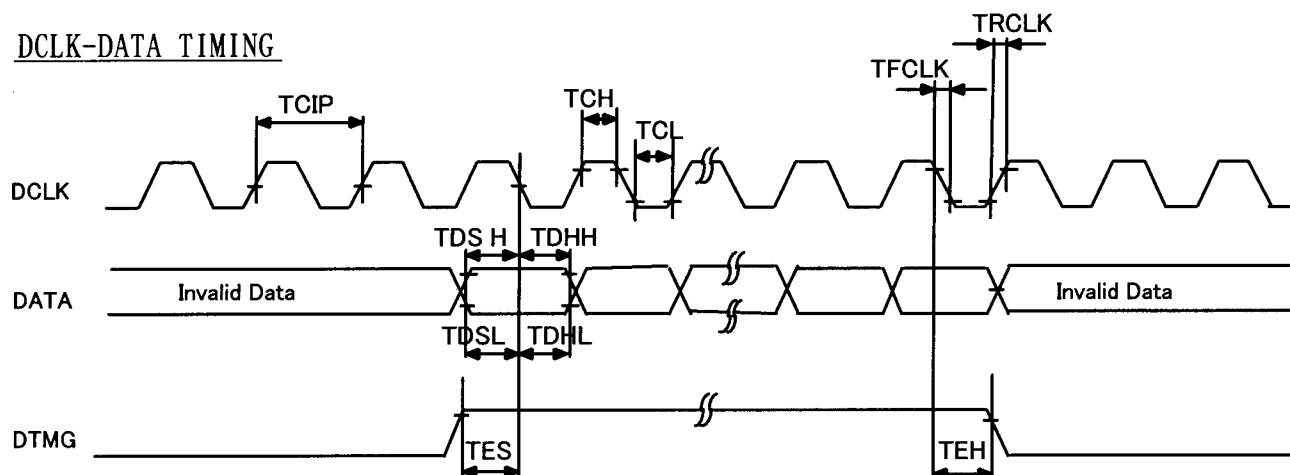 TRCLK
DCLK-DATA TIMING
TFCLK
TCIP
TCH
TCL
DCLK
TDS H TDHH
DATA
Invalid Data
Invalid Data
TDSL TDHL
DTMG
TES
TEH